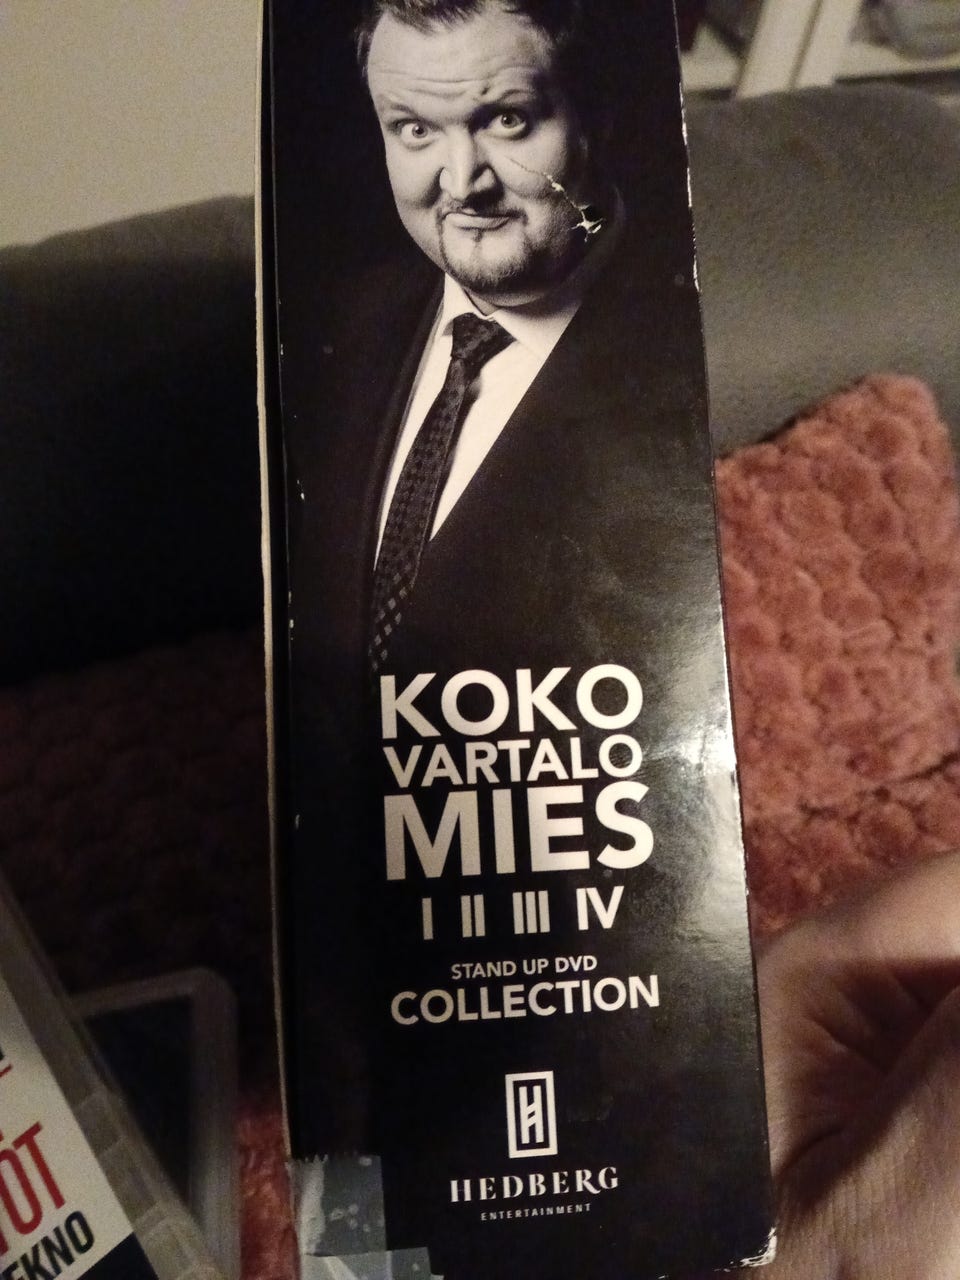 KOKO
VARTALO
MIES
I II III IV
STAND UP DVD
COLLECTION
H
HEDBERG
ENTERTAINMENT